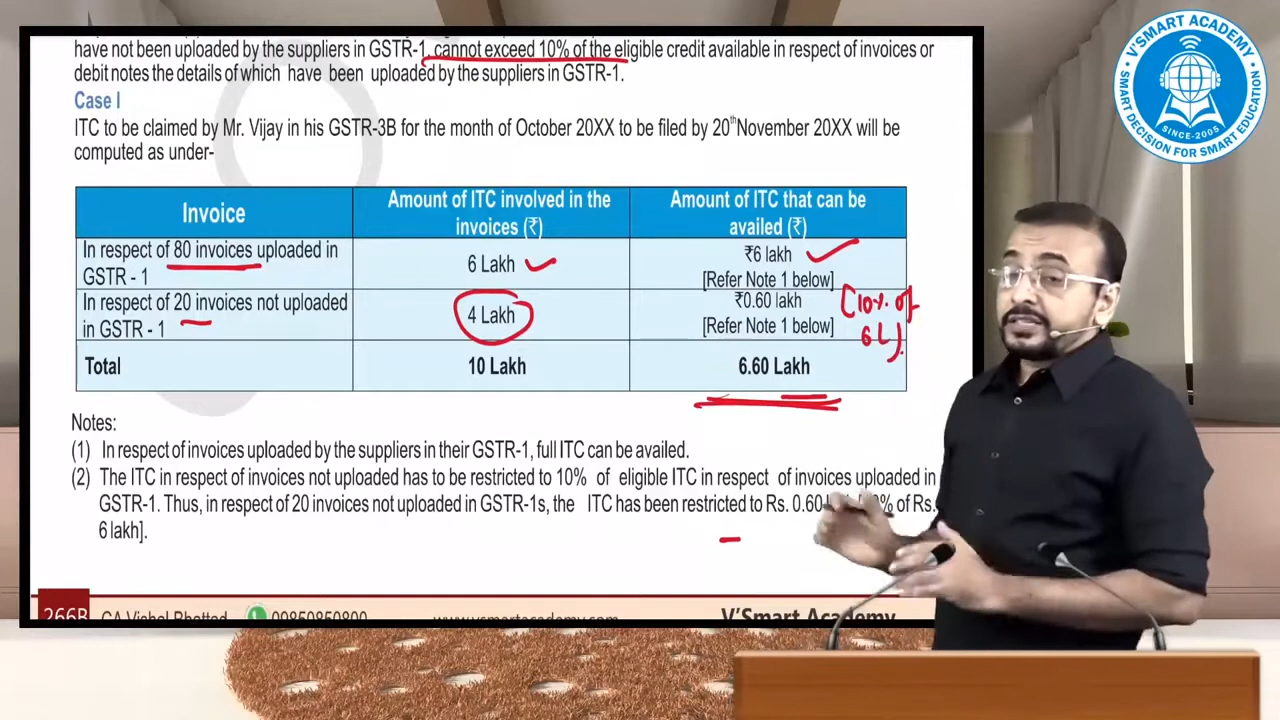 have not been uploaded by the suppliers in GSTR-1, cannot exceed 10% of the eligible credit available in respect of invoices or
debit notes the details of which have been uploaded by the suppliers in GSTR-1.
Case I
ITC to be claimed by Mr. Vijay in his GSTR-3B for the month of October 20XX to be filed by 20th November 20XX will be
computed as under-
Invoice
Amount of ITC involved in the
invoices (₹)
Amount of ITC that can be
availed (₹)
In respect of 80 invoices uploaded in
GSTR - 1
6 Lakh
₹6 lakh
[Refer Note 1 below]
In respect of 20 invoices not uploaded
in GSTR - 1
4 Lakh
₹0.60 lakh
[Refer Note 1 below]
(10% of
6L).
Total
10 Lakh
6.60 Lakh
Notes:
(1) In respect of invoices uploaded by the suppliers in their GSTR-1, full ITC can be availed.
(2) The ITC in respect of invoices not uploaded has to be restricted to 10% of eligible ITC in respect of invoices uploaded in
GSTR-1. Thus, in respect of 20 invoices not uploaded in GSTR-1s, the ITC has been restricted to Rs. 0.60 % of Rs.
6 lakh].
266B
V'Smart Academy
V'SMART ACADEMY
SMART DECISION FOR SMART EDUCATION
SINCE-2005